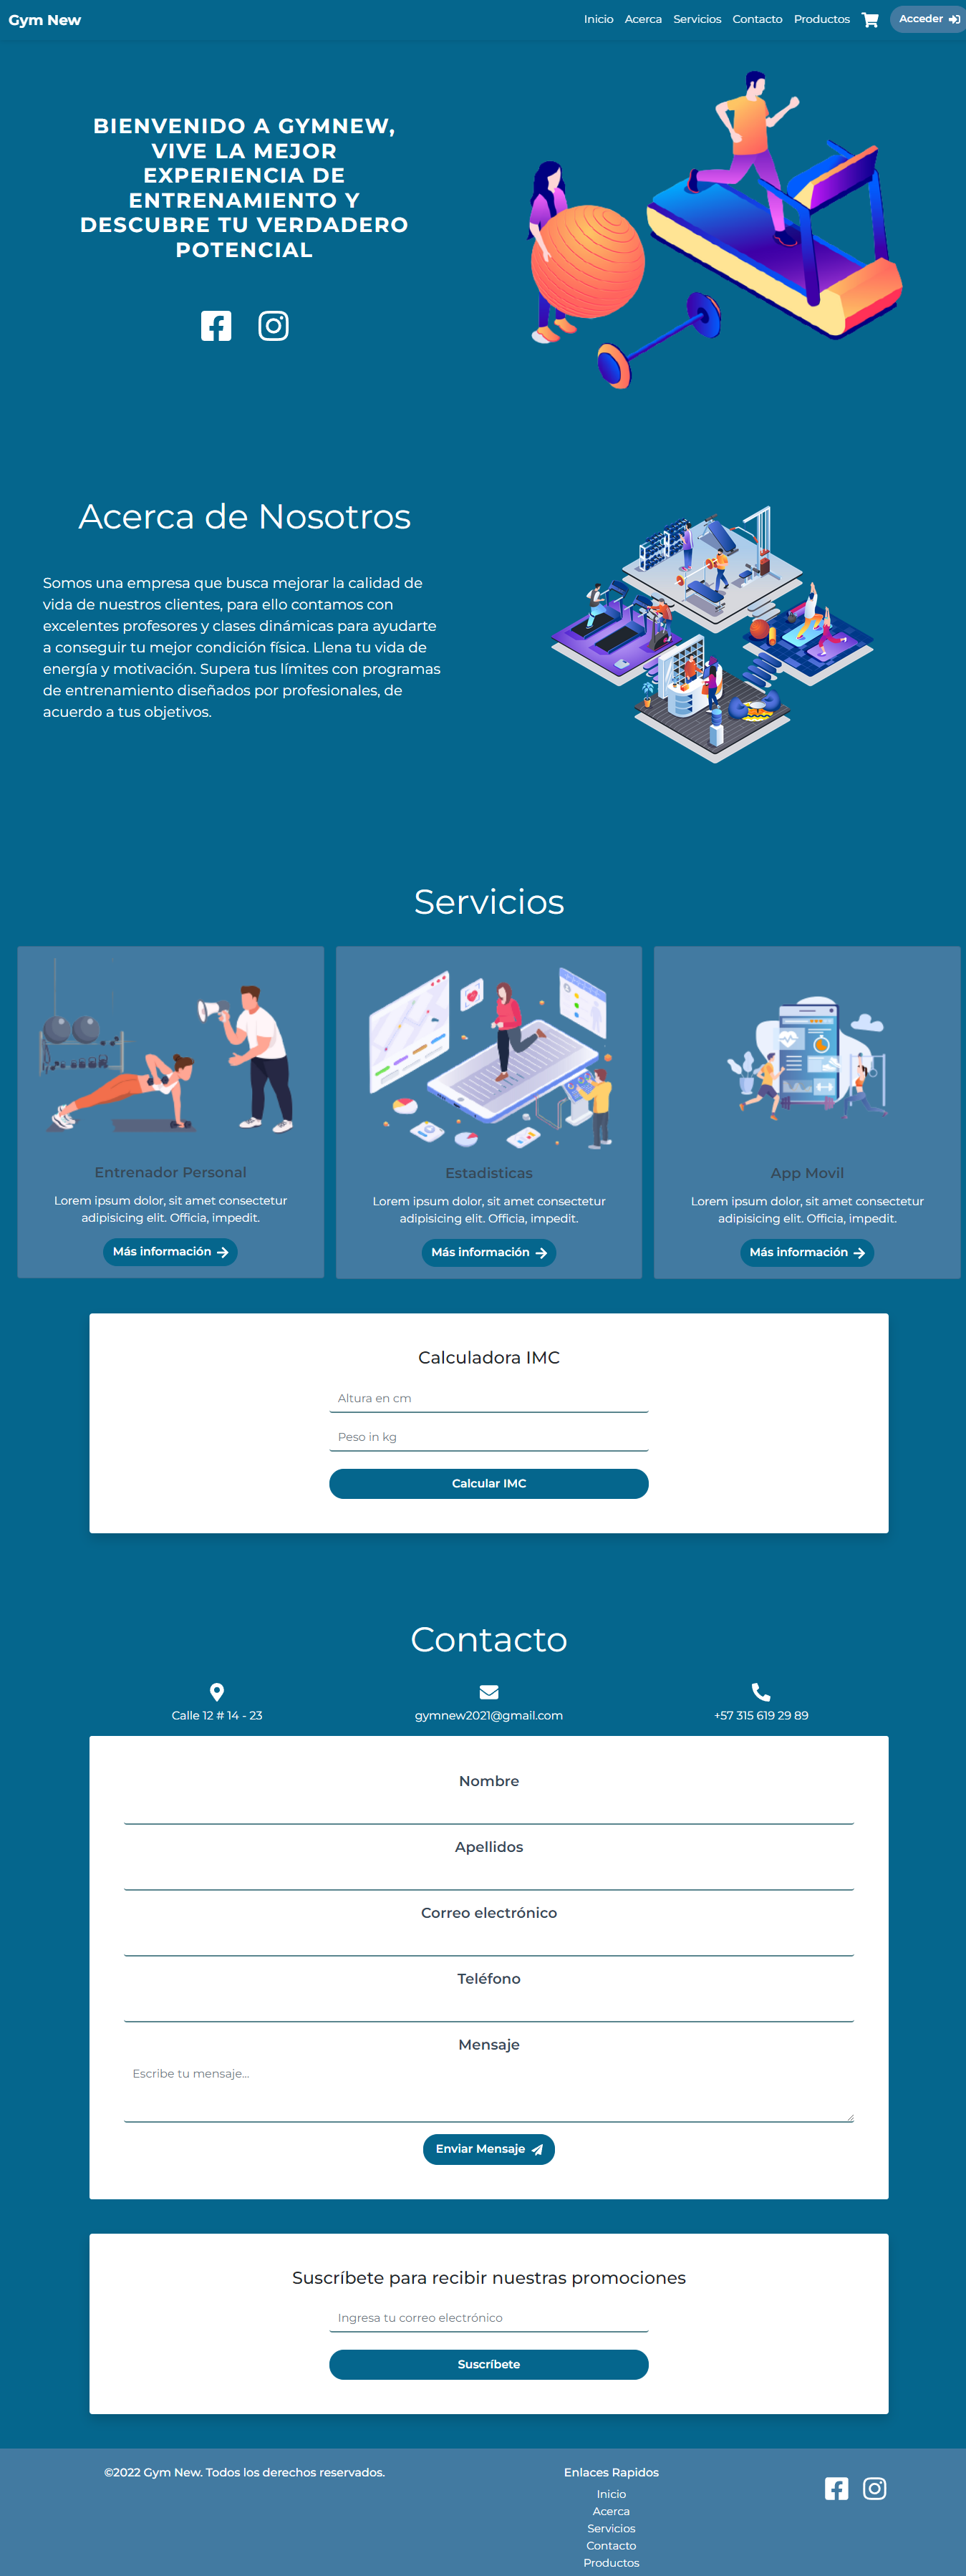 Gym New
Inicio Acerca Servicios Contacto Productos Acceder
BIENVENIDO A GYMNEW,
VIVE LA MEJOR
EXPERIENCIA DE
ENTRENAMIENTO Y
DESCUBRE TU VERDADERO
POTENCIAL
Acerca de Nosotros
Somos una empresa que busca mejorar la calidad de
vida de nuestros clientes, para ello contamos con
excelentes profesores y clases dinámicas para ayudarte
a conseguir tu mejor condición física. Llena tu vida de
energía y motivación. Supera tus límites con programas
de entrenamiento diseñados por profesionales, de
acuerdo a tus objetivos.
Servicios
Entrenador Personal
Lorem ipsum dolor, sit amet consectetur
adipisicing elit. Officia, impedit.
Más información
Estadisticas
Lorem ipsum dolor, sit amet consectetur
adipisicing elit. Officia, impedit.
Más información
App Movil
Lorem ipsum dolor, sit amet consectetur
adipisicing elit. Officia, impedit.
Más información
Calculadora IMC
Altura en cm
Peso in kg
Calcular IMC
Contacto
Calle 12 # 14 - 23
gymnew2021@gmail.com
+57 315 619 29 89
Nombre
Apellidos
Correo electrónico
Teléfono
Mensaje
Escribe tu mensaje...
Enviar Mensaje
Suscríbete para recibir nuestras promociones
Ingresa tu correo electrónico
Suscríbete
©2022 Gym New. Todos los derechos reservados.
Enlaces Rapidos
Inicio
Acerca
Servicios
Contacto
Productos